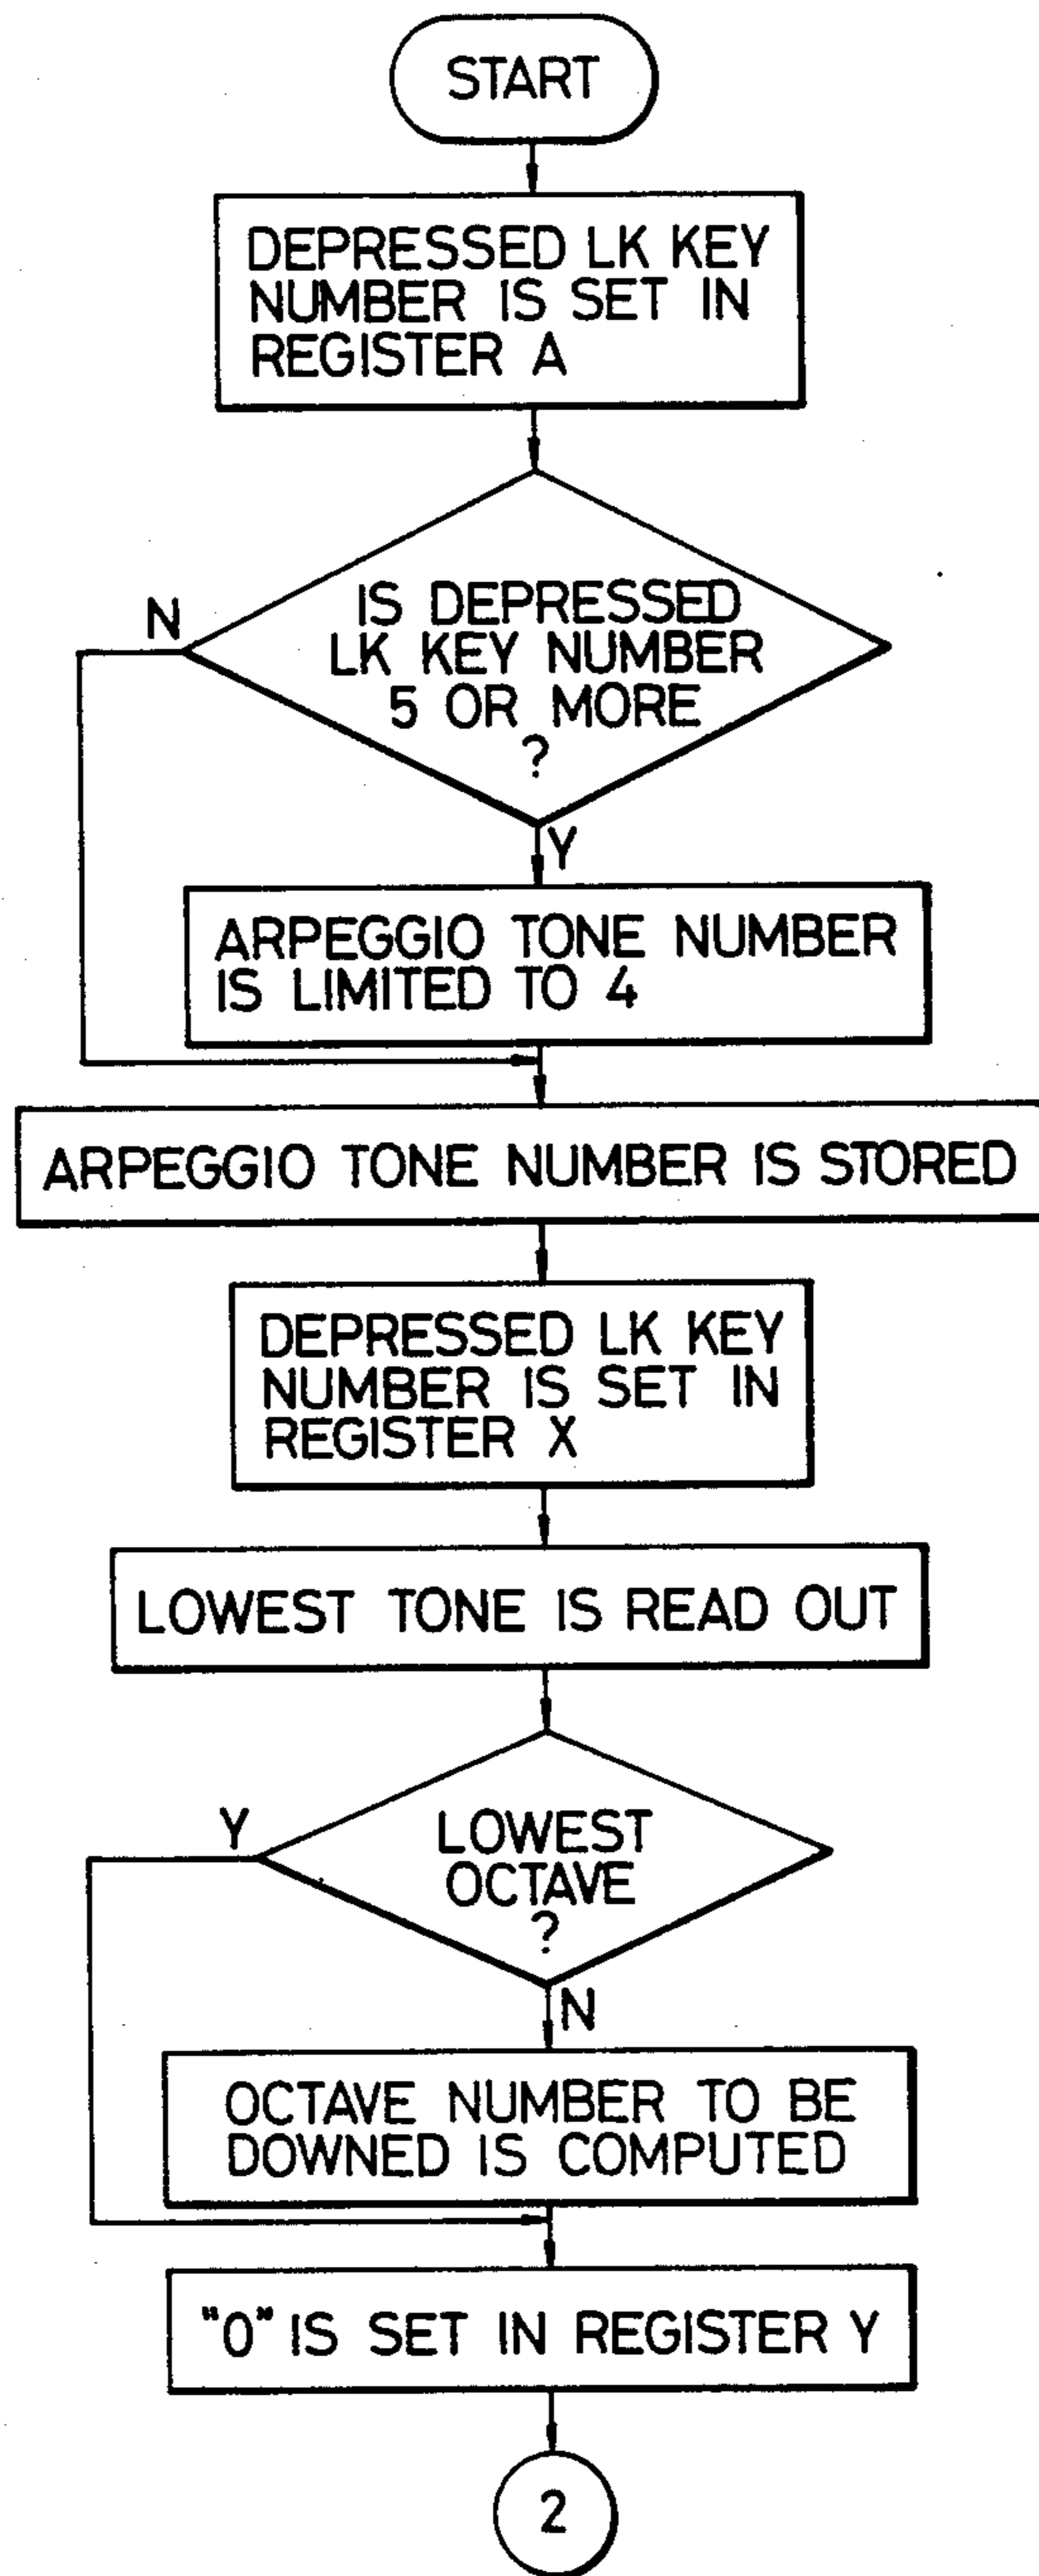 START
DEPRESSED LK KEY
NUMBER IS SET IN
REGISTER A
IS DEPRESSED
LK KEY NUMBER
5 OR MORE
?
N
Y
ARPEGGIO TONE NUMBER
IS LIMITED TO 4
ARPEGGIO TONE NUMBER IS STORED
DEPRESSED LK KEY
NUMBER IS SET IN
REGISTER X
LOWEST TONE IS READ OUT
Y
LOWEST
OCTAVE
?
N
OCTAVE NUMBER TO BE
DOWNED IS COMPUTED
"0" IS SET IN REGISTER Y
2